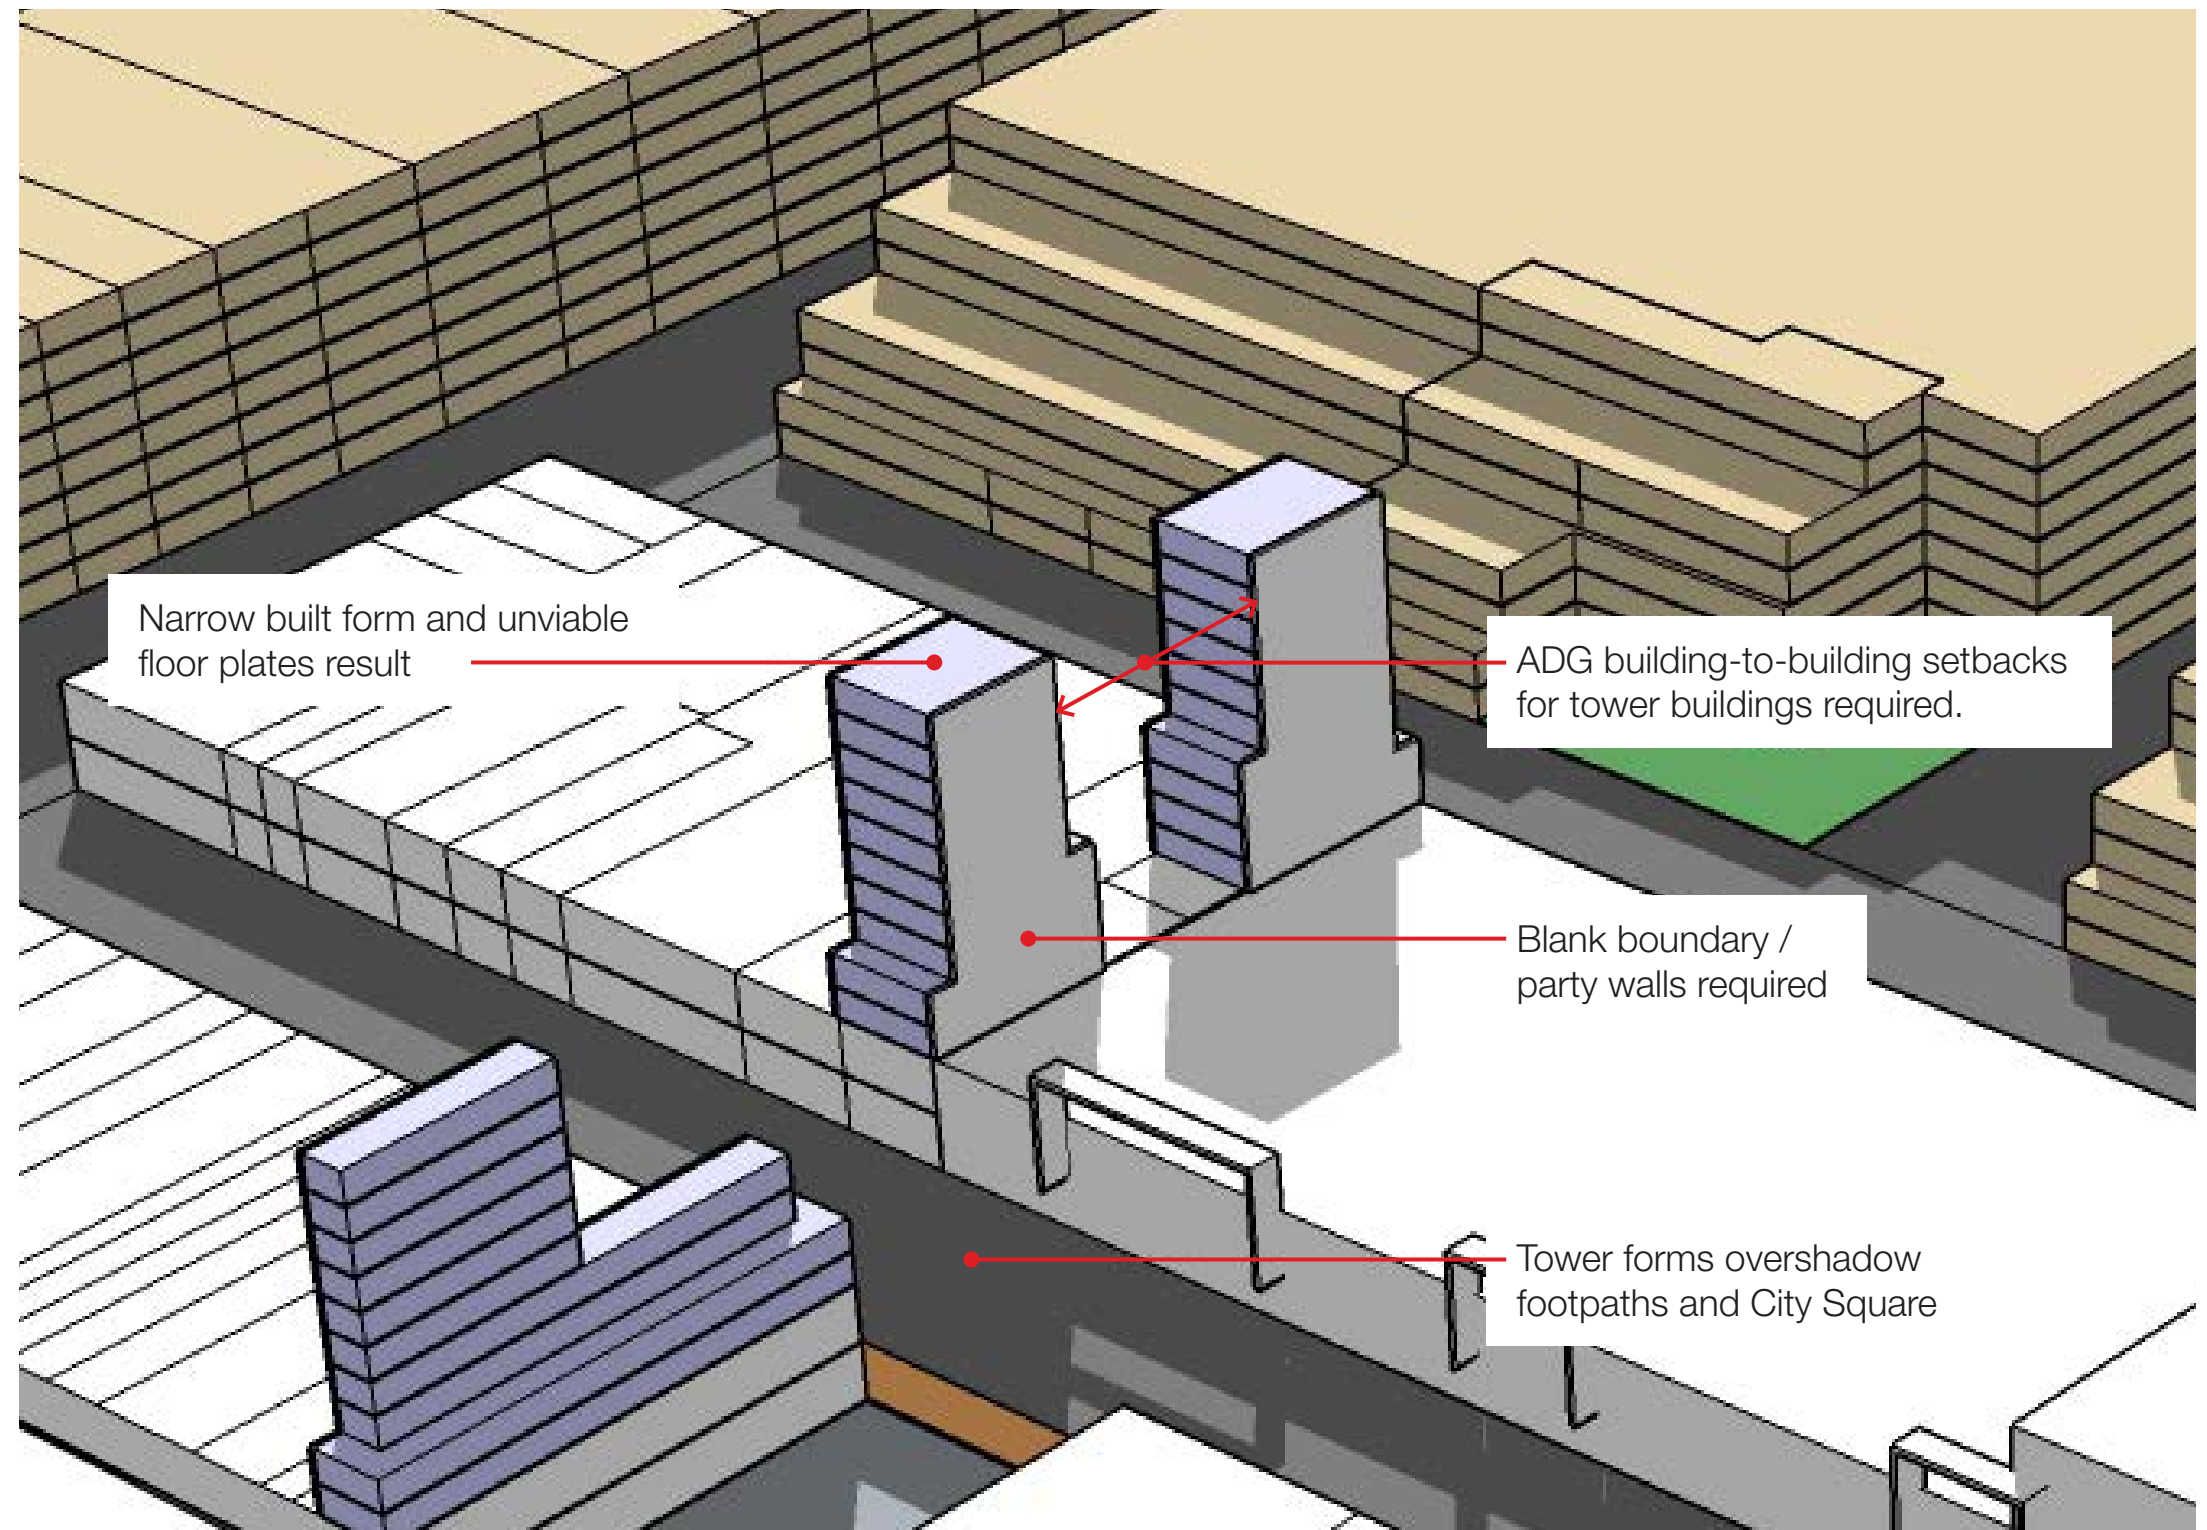 Narrow built form and unviable
floor plates result
ADG building-to-building setbacks
for tower buildings required.
Blank boundary /
party walls required
Tower forms overshadow
footpaths and City Square